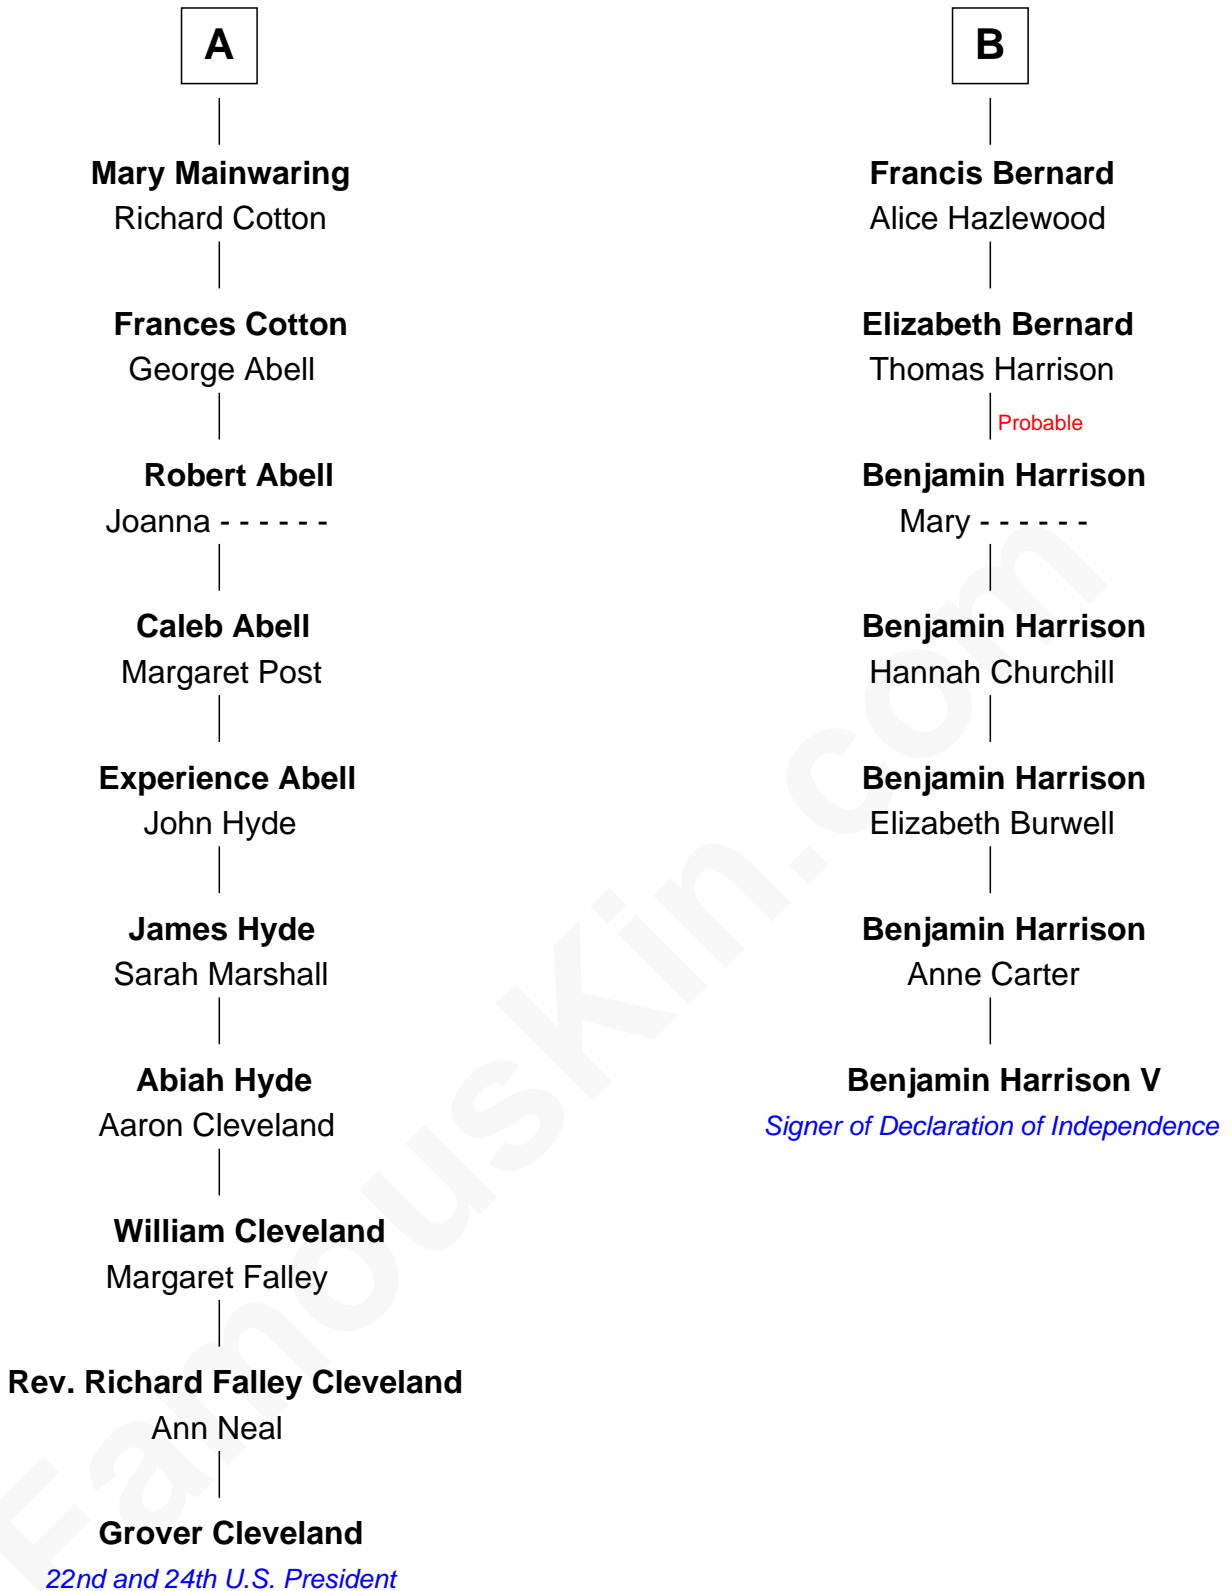 A
Mary Mainwaring
Richard Cotton
Frances Cotton
George Abell
Robert Abell
Joanna - - - - - -
Caleb Abell
Margaret Post
Experience Abell
John Hyde
James Hyde
Sarah Marshall
Abiah Hyde
Aaron Cleveland
William Cleveland
Margaret Falley
Rev. Richard Falley Cleveland
Ann Neal
Grover Cleveland
22nd and 24th U.S. President
B
Francis Bernard
Alice Hazlewood
Elizabeth Bernard
Thomas Harrison
Probable
Benjamin Harrison
Mary - - - - - -
Benjamin Harrison
Hannah Churchill
Benjamin Harrison
Elizabeth Burwell
Benjamin Harrison
Anne Carter
Benjamin Harrison V
Signer of Declaration of Independence
FamousKin.com